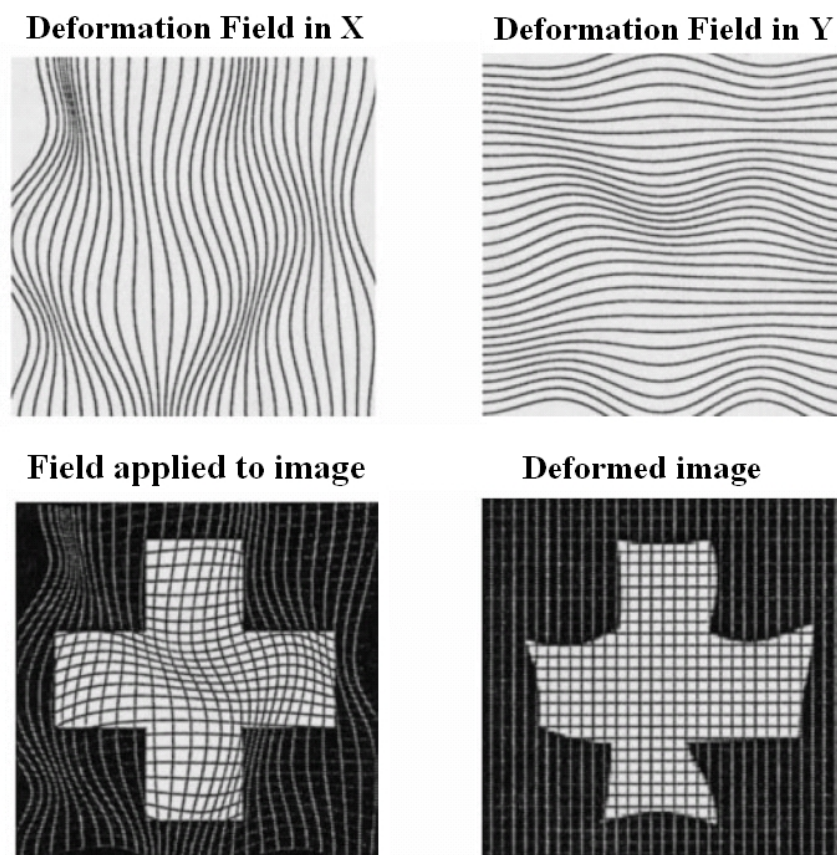 Deformation Field in X
Deformation Field in Y
Field applied to image
Deformed image